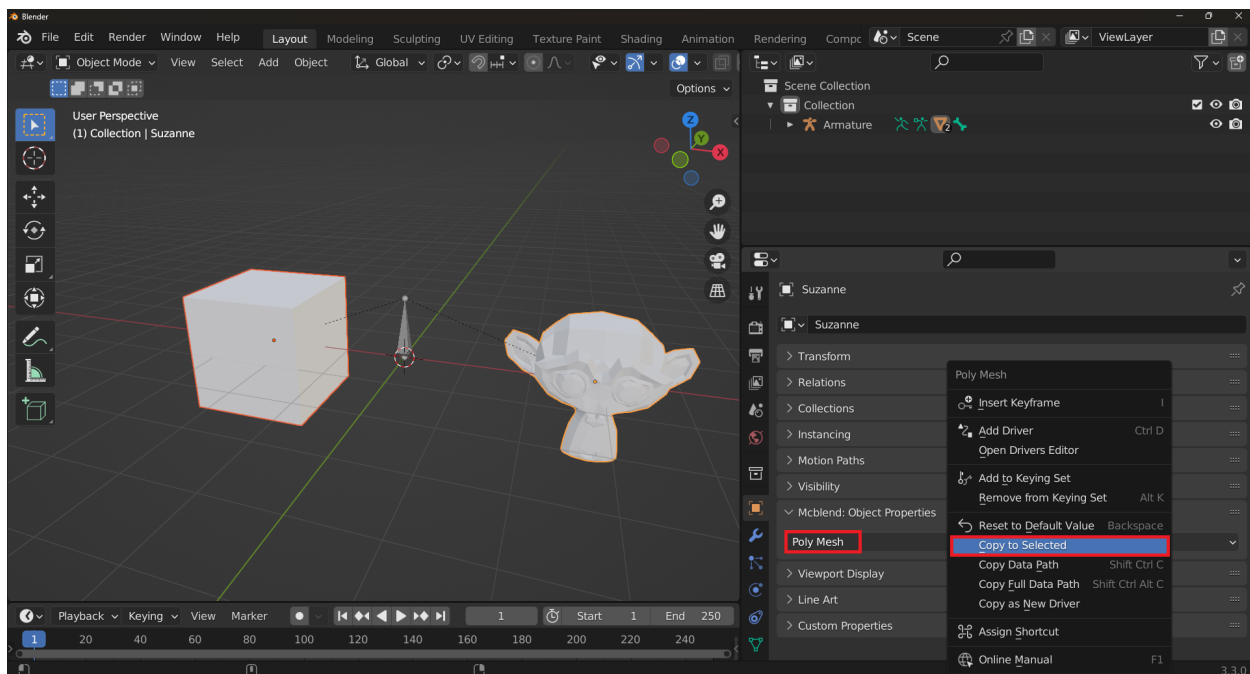 Blender
File Edit Render Window Help Layout Modeling Sculpting UV Editing Texture Paint Shading Animation Rendering Compc Scene ViewLayer
Object Mode View Select Add Object Global
Options
User Perspective
(1) Collection | Suzanne
Z
Y
X
Scene Collection
Collection
Armature 2
Suzanne
Suzanne
Transform
Relations
Collections
Instancing
Motion Paths
Visibility
Mcblend: Object Properties
Poly Mesh
Viewport Display
Line Art
Custom Properties
Poly Mesh
Insert Keyframe I
Add Driver Ctrl D
Open Drivers Editor
Add to Keying Set
Remove from Keying Set Alt K
Reset to Default Value Backspace
Copy to Selected
Copy Data Path Shift Ctrl C
Copy Full Data Path Shift Ctrl Alt C
Copy as New Driver
Assign Shortcut
Online Manual F1
Playback Keying View Marker 1 Start 1 End 250
1 20 40 60 80 100 120 140 160 180 200 220 240
3.3.0